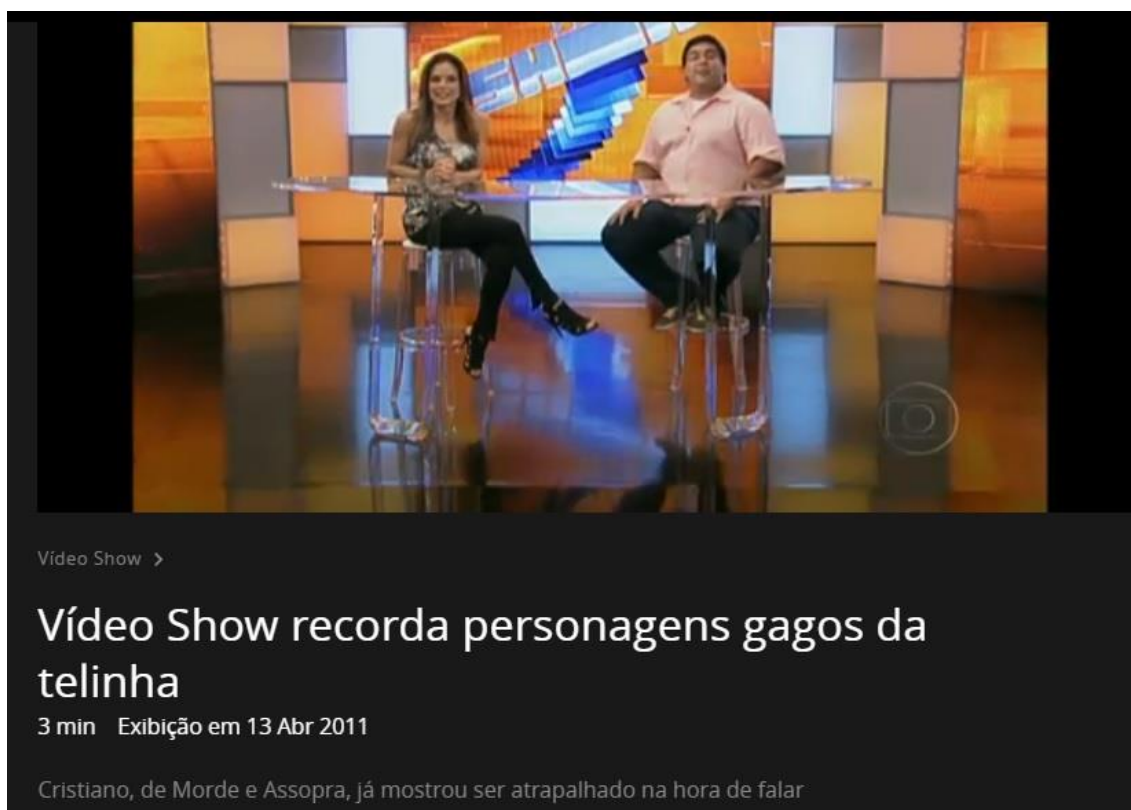 SHOW
Vídeo Show >
Vídeo Show recorda personagens gagos da
telinha
3 min Exibição em 13 Abr 2011
Cristiano, de Morde e Assopra, já mostrou ser atrapalhado na hora de falar